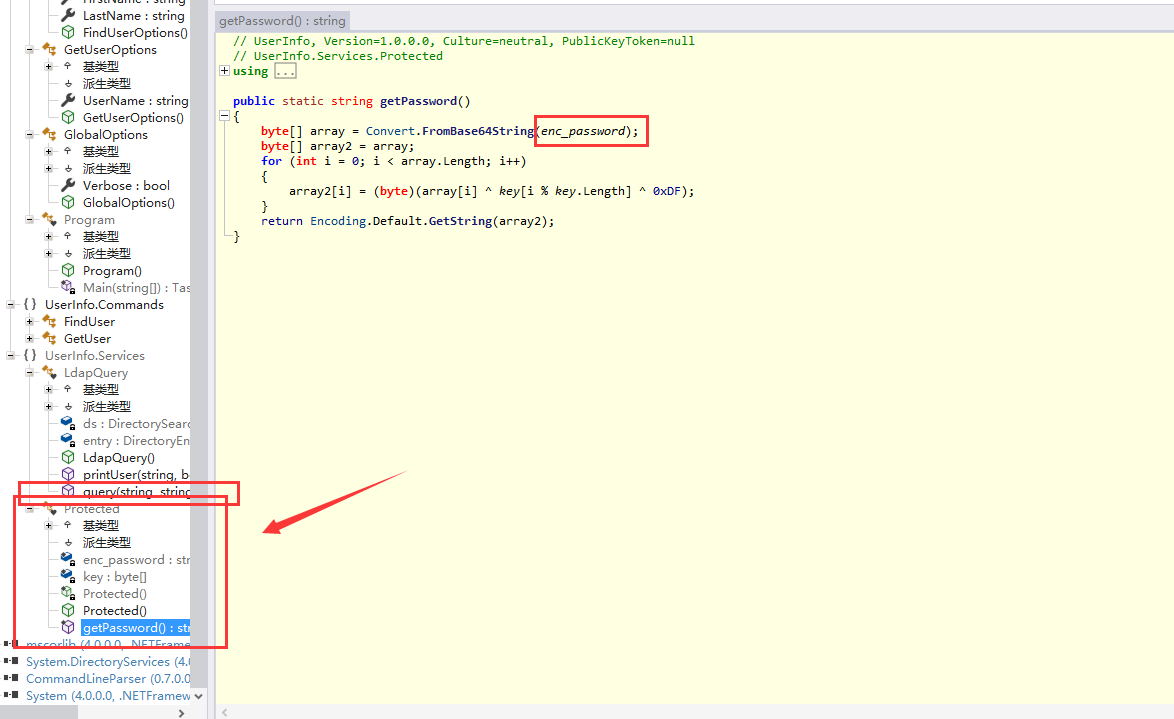 LastName : string
FindUserOptions()
GetUserOptions
基类型
派生类型
UserName : string
GetUserOptions()
GlobalOptions
基类型
派生类型
Verbose : bool
GlobalOptions()
Program
基类型
派生类型
Program()
Main(string[]) : Tas
{ } UserInfo.Commands
FindUser
GetUser
{ } UserInfo.Services
LdapQuery
基类型
派生类型
ds : DirectorySearc
entry : DirectoryEn
LdapQuery()
printUser(string, b
query(string, string
Protected
基类型
派生类型
enc_password : str
key : byte[]
Protected()
Protected()
getPassword() : str
mscorlib (4.0.0.0, .NETFrame
System.DirectoryServices (4.
CommandLineParser (0.7.0.0
System (4.0.0.0, .NETFramew
getPassword() : string
// UserInfo, Version=1.0.0.0, Culture=neutral, PublicKeyToken=null
// UserInfo.Services.Protected
using ...
public static string getPassword()
{
byte[] array = Convert.FromBase64String(enc_password);
byte[] array2 = array;
for (int i = 0; i < array.Length; i++)
{
array2[i] = (byte)(array[i] ^ key[i % key.Length] ^ 0xDF);
}
return Encoding.Default.GetString(array2);
}